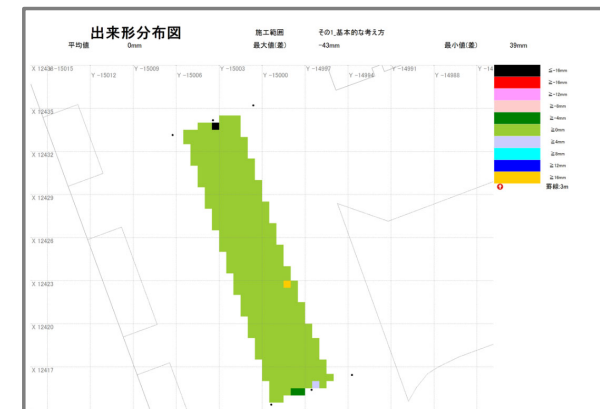 出来形分布図
施工範囲 その1_基本的な考え方
平均値 0mm 最大値(差) -43mm 最小値(差) 39mm
Y -15015 Y -15012 Y -15009 Y -15006 Y -15003 Y -15000 Y -14997 Y -14994 Y -14991 Y -14988
X 12438
X 12435
X 12432
X 12429
X 12426
X 12423
X 12420
X 12417
≦-16mm
≦-12mm
≦-8mm
≦-4mm
≧0mm
≧4mm
≧8mm
≧12mm
≧16mm
罫線:3m